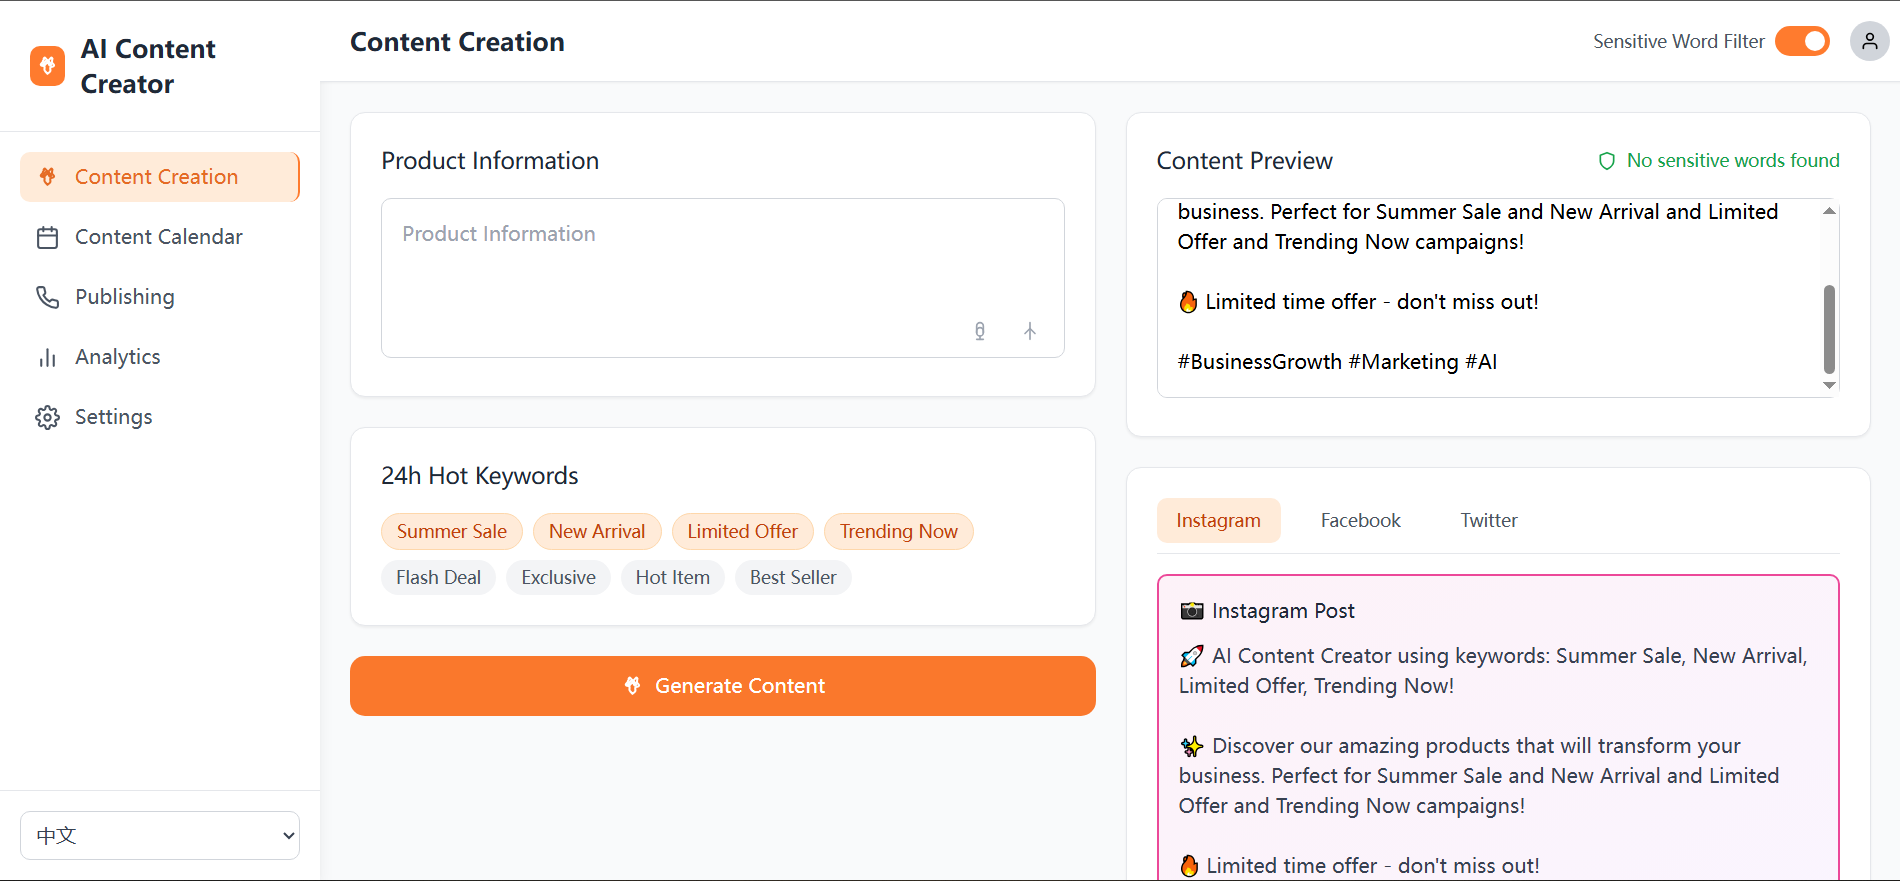 AI Content
Creator
Content Creation
Content Calendar
Publishing
Analytics
Settings
中文
Content Creation
Sensitive Word Filter
Product Information
Product Information
24h Hot Keywords
Summer Sale
New Arrival
Limited Offer
Trending Now
Flash Deal
Exclusive
Hot Item
Best Seller
Generate Content
Content Preview
No sensitive words found
business. Perfect for Summer Sale and New Arrival and Limited
Offer and Trending Now campaigns!
🔥 Limited time offer - don't miss out!
#BusinessGrowth #Marketing #AI
Instagram
Facebook
Twitter
📸 Instagram Post
🚀 AI Content Creator using keywords: Summer Sale, New Arrival,
Limited Offer, Trending Now!
✨ Discover our amazing products that will transform your
business. Perfect for Summer Sale and New Arrival and Limited
Offer and Trending Now campaigns!
🔥 Limited time offer - don't miss out!